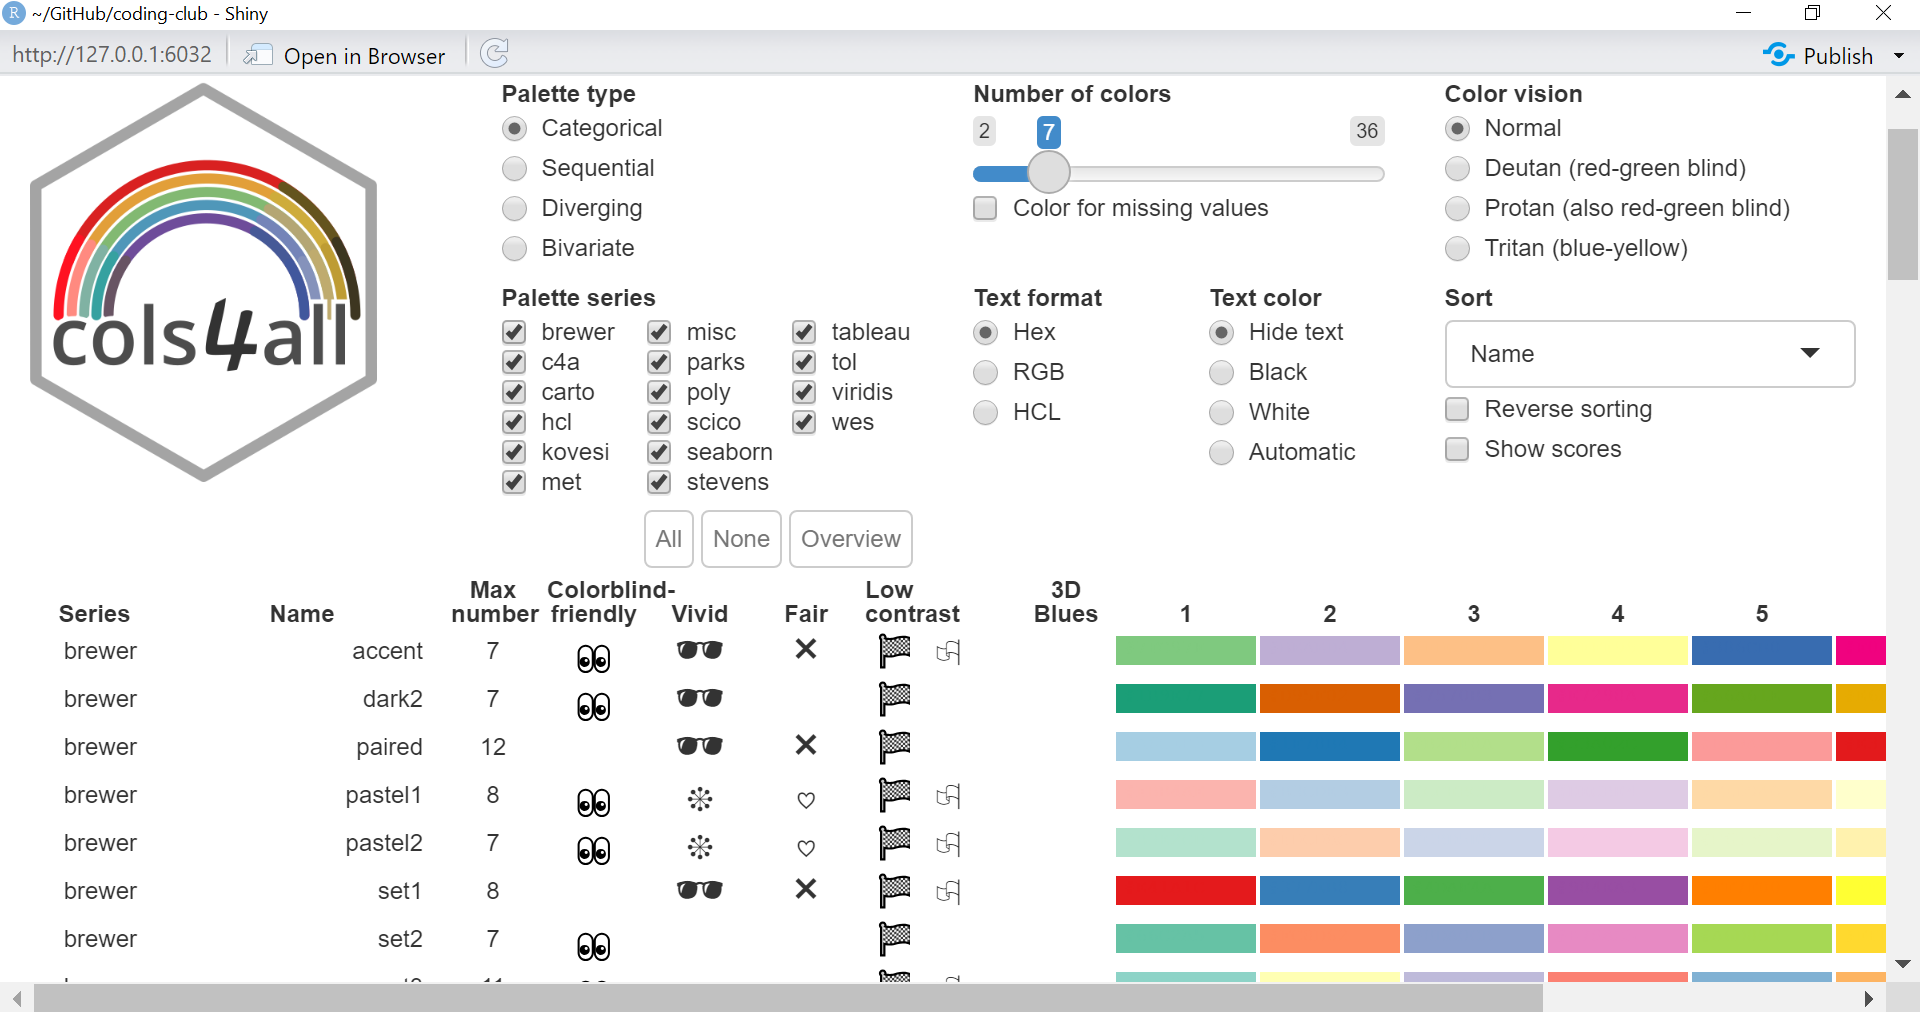 R ~/GitHub/coding-club - Shiny
http://127.0.0.1:6032 Open in Browser Publish
cols4all
Palette type
Categorical
Sequential
Diverging
Bivariate
Number of colors
2 7 36
Color for missing values
Color vision
Normal
Deutan (red-green blind)
Protan (also red-green blind)
Tritan (blue-yellow)
Palette series
brewer misc tableau
c4a parks tol
carto poly viridis
hcl scico wes
kovesi seaborn
met stevens
All None Overview
Text format
Hex
RGB
HCL
Text color
Hide text
Black
White
Automatic
Sort
Name
Reverse sorting
Show scores
Max Colorblind- Low 3D
Series Name number friendly Vivid Fair contrast Blues 1 2 3 4 5
brewer accent 7
brewer dark2 7
brewer paired 12
brewer pastel1 8
brewer pastel2 7
brewer set1 8
brewer set2 7